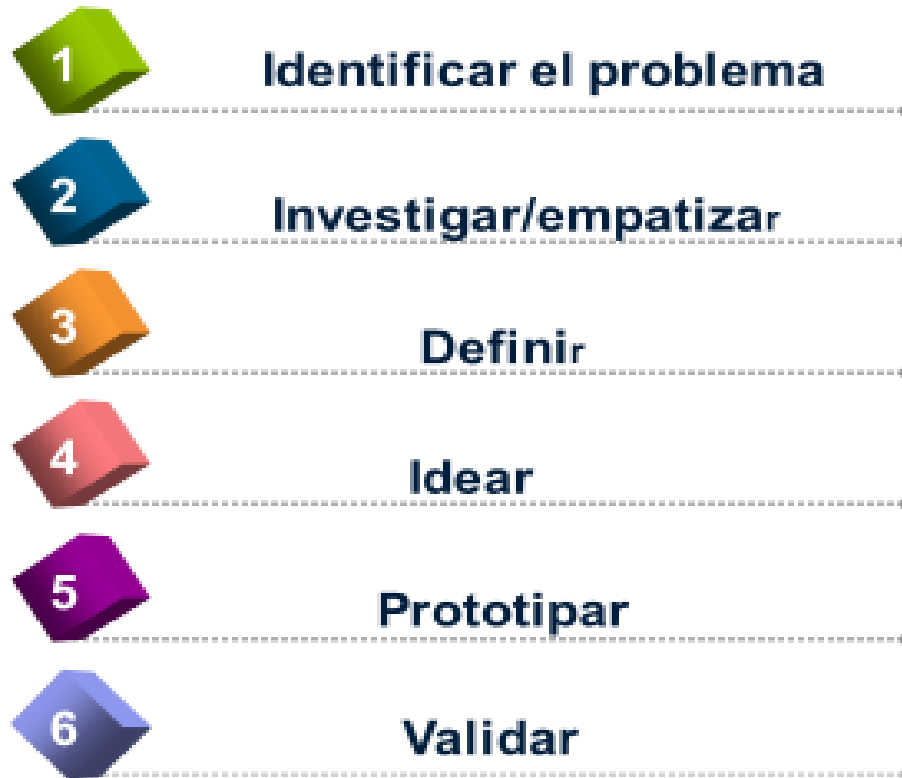 1 Identificar el problema
2 Investigar/empatizar
3 Definir
4 Idear
5 Prototipar
6 Validar